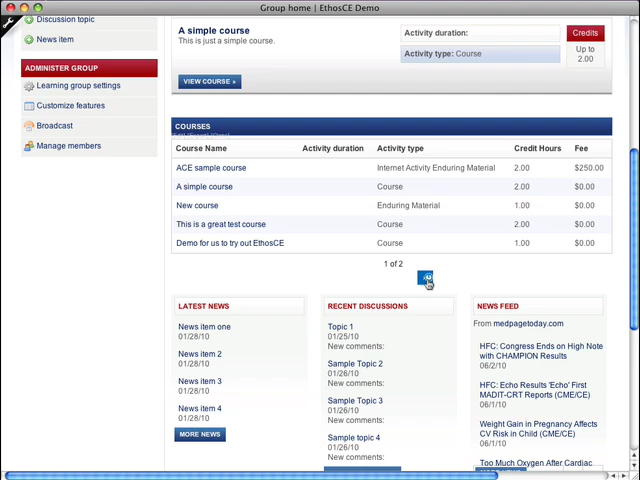 Group home | EthosCE Demo
Discussion topic
News item
ADMINISTER GROUP
Learning group settings
Customize features
Broadcast
Manage members
A simple course
This is just a simple course.
VIEW COURSE »
Activity duration:
Activity type: Course
Credits
Up to
2.00
COURSES
Course Name Activity duration Activity type Credit Hours Fee
ACE sample course Internet Activity Enduring Material 2.00 $250.00
A simple course Course 2.00 $0.00
New course Enduring Material 1.00 $0.00
This is a great test course Course 2.00 $0.00
Demo for us to try out EthosCE Course 1.00 $0.00
1 of 2
LATEST NEWS
News item one
01/28/10
News item 2
01/28/10
News item 3
01/28/10
News item 4
01/28/10
MORE NEWS
RECENT DISCUSSIONS
Topic 1
01/25/10
New comments:
Sample Topic 2
01/26/10
New comments:
Sample Topic 3
01/26/10
New comments:
Sample topic 4
01/26/10
New comments:
NEWS FEED
From medpagetoday.com
HFC: Congress Ends on High Note
with CHAMPION Results
06/2/10
HFC: Echo Results 'Echo' First
MADIT-CRT Reports (CME/CE)
06/1/10
Weight Gain in Pregnancy Affects
CV Risk in Child (CME/CE)
06/1/10
Too Much Oxygen After Cardiac